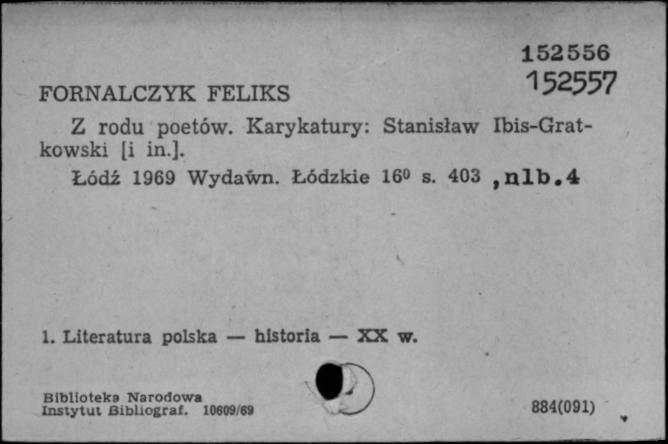 152556
152557
FORNALCZYK FELIKS
Z rodu poetów. Karykatury: Stanisław Ibis-Grat-
kowski [i in.].
Łódź 1969 Wydawn. Łódzkie 16⁰ s. 403 , nlb. 4
1. Literatura polska — historia — XX w.
Biblioteka Narodowa
Instytut Bibliograf. 10609/69
884(091)